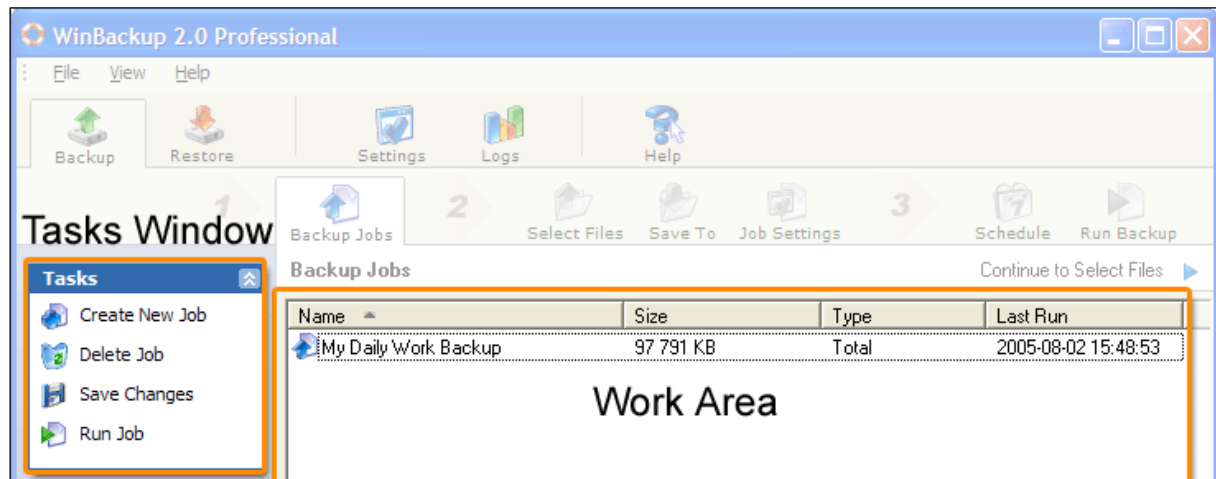 WinBackup 2.0 Professional
File View Help
Backup Restore Settings Logs Help
1 2 3
Tasks Window
Backup Jobs Select Files Save To Job Settings Schedule Run Backup
Tasks
Backup Jobs Continue to Select Files
Create New Job
Delete Job
Save Changes
Run Job
Name Size Type Last Run
My Daily Work Backup 97 791 KB Total 2005-08-02 15:48:53
Work Area